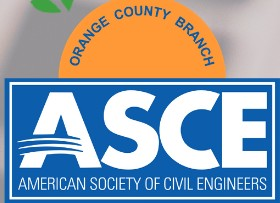 ORANGE COUNTY BRANCH
ASCE
AMERICAN SOCIETY OF CIVIL ENGINEERS